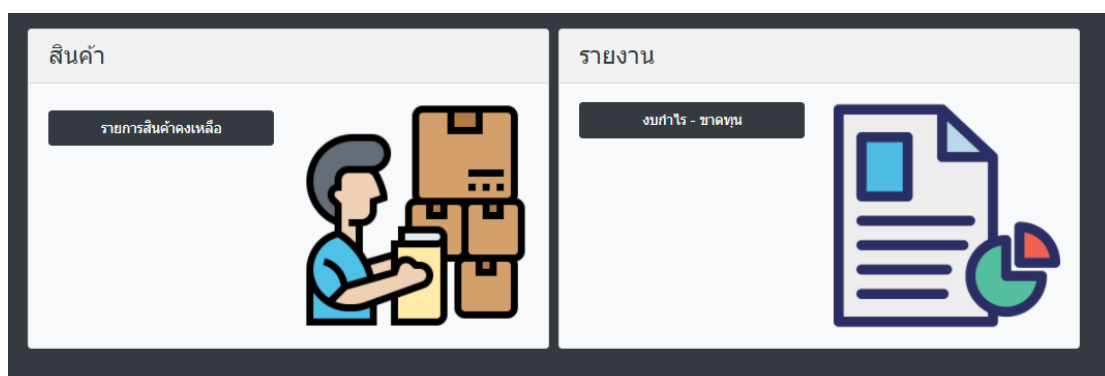 สินค้า
รายการสินค้าคงเหลือ
รายงาน
งบกำไร - ขาดทุน